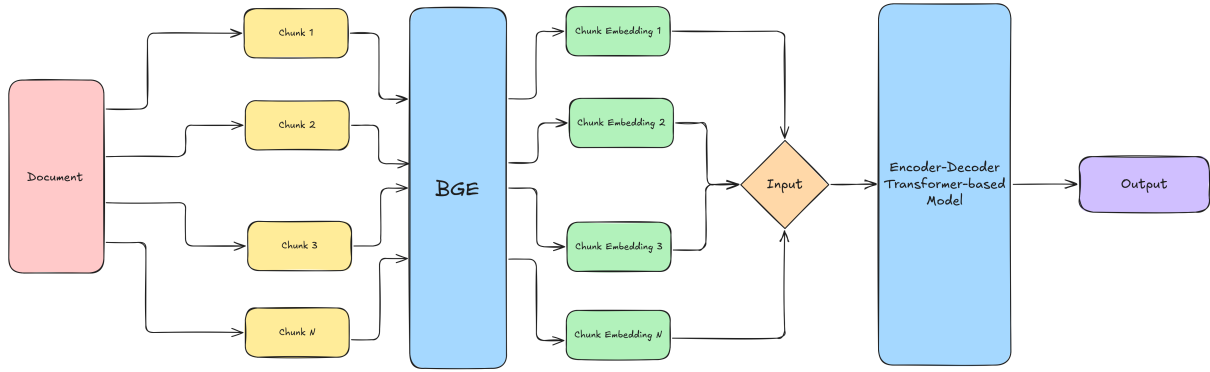 Document
Chunk 1
Chunk 2
Chunk 3
Chunk N
BGE
Chunk Embedding 1
Chunk Embedding 2
Chunk Embedding 3
Chunk Embedding N
Input
Encoder-Decoder
Transformer-based
Model
Output